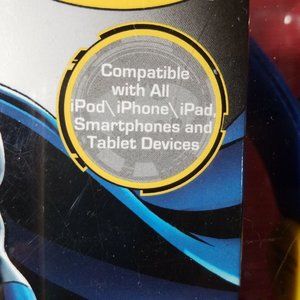 Compatible
with All
iPod\iPhone\iPad,
Smartphones and
Tablet Devices